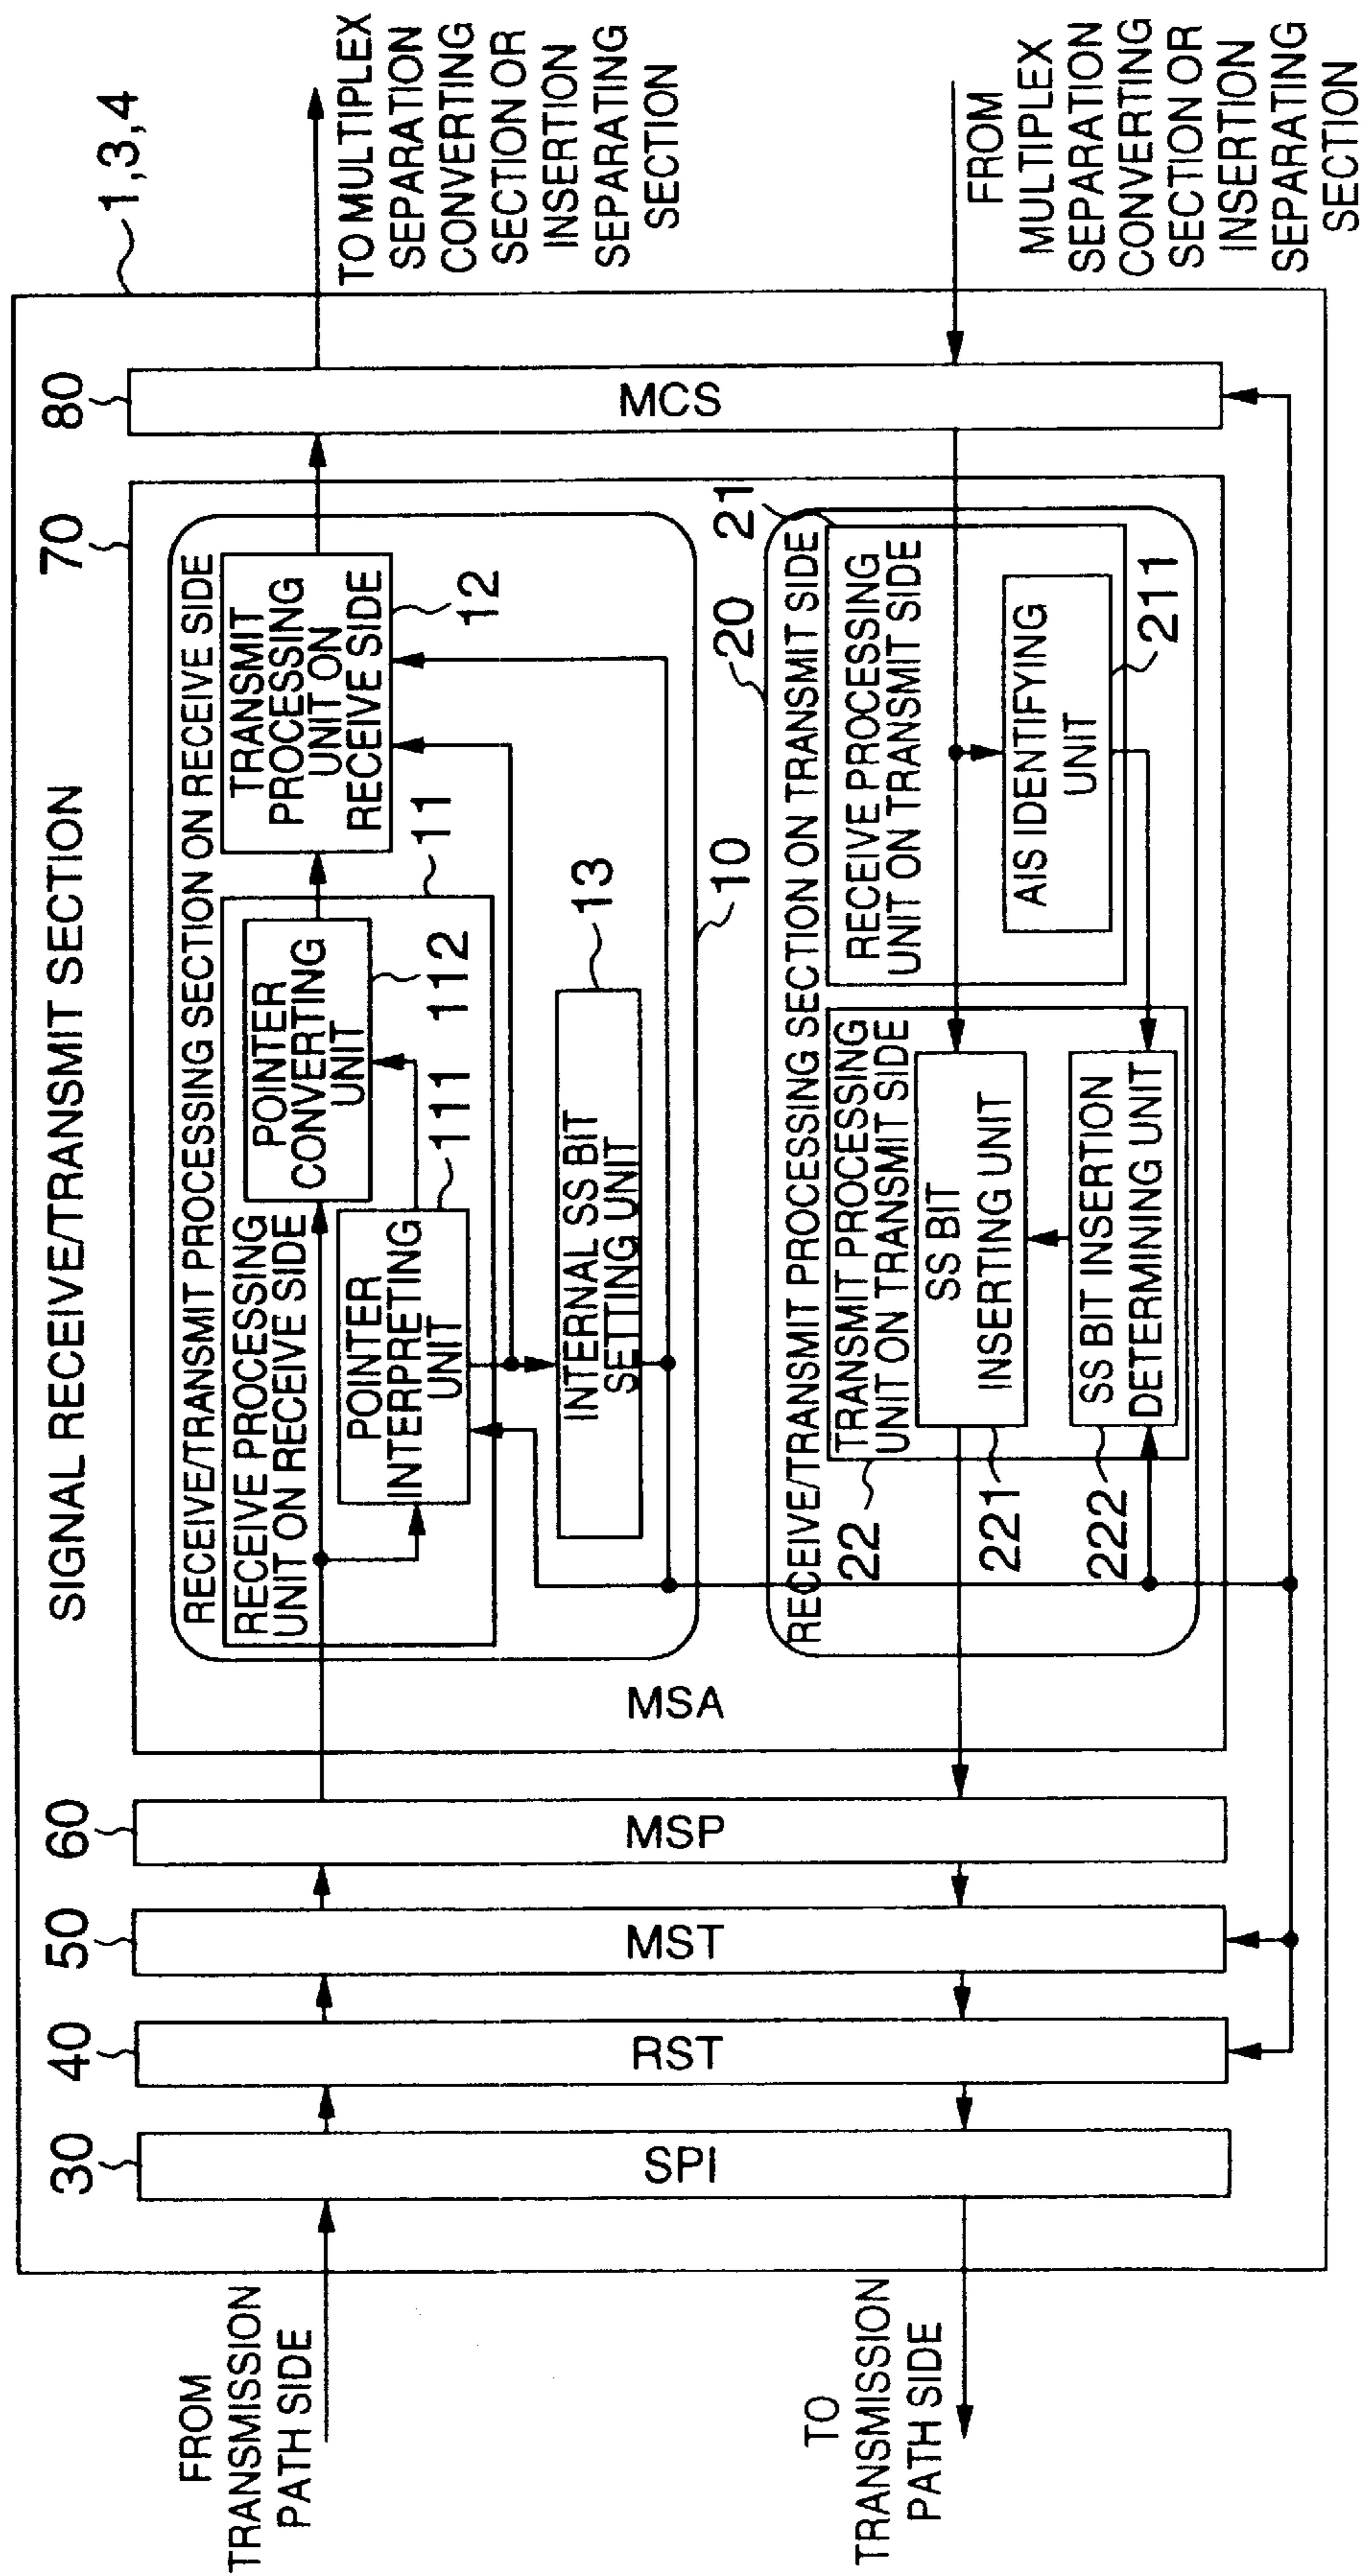 SIGNAL RECEIVE/TRANSMIT SECTION
1,3,4
30
40
50
60
70
80
FROM
TRANSMISSION
PATH SIDE
TO
TRANSMISSION
PATH SIDE
SPI
RST
MST
MSP
MSA
MCS
RECEIVE/TRANSMIT PROCESSING SECTION ON RECEIVE SIDE
RECEIVE PROCESSING
UNIT ON RECEIVE SIDE
POINTER
CONVERTING
UNIT
112
POINTER
INTERPRETING
UNIT
111
11
TRANSMIT
PROCESSING
UNIT ON
RECEIVE SIDE
12
INTERNAL SS BIT
SETTING UNIT
13
10
20
RECEIVE/TRANSMIT PROCESSING SECTION ON TRANSMIT SIDE
TRANSMIT PROCESSING
UNIT ON TRANSMIT SIDE
22
SS BIT
INSERTING UNIT
221
SS BIT INSERTION
DETERMINING UNIT
222
21
RECEIVE PROCESSING
UNIT ON TRANSMIT SIDE
AIS IDENTIFYING
UNIT
211
TO MULTIPLEX
SEPARATION
CONVERTING
SECTION OR
INSERTION
SEPARATING
SECTION
FROM
MULTIPLEX
SEPARATION
CONVERTING
SECTION OR
INSERTION
SEPARATING
SECTION